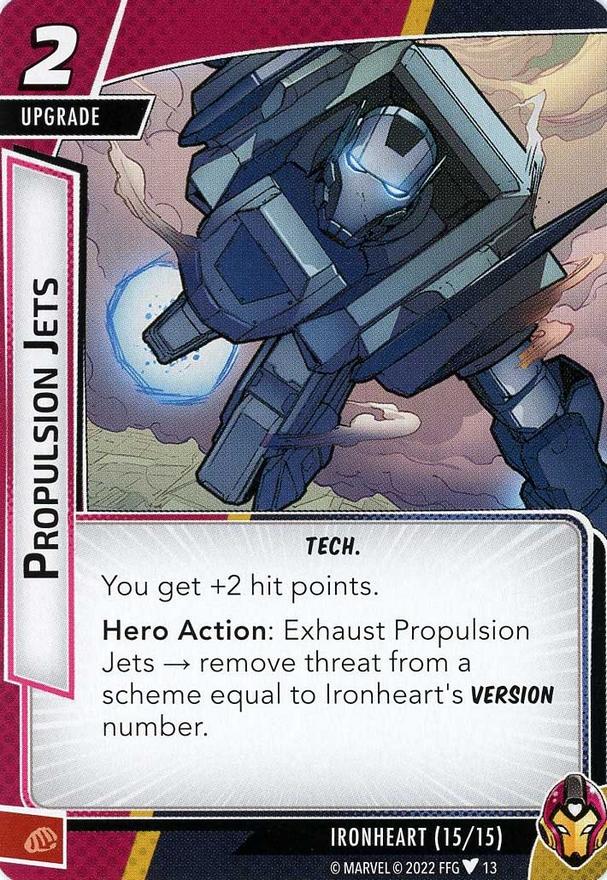 2
UPGRADE
PROPULSION JETS
TECH.
You get +2 hit points.
Hero Action: Exhaust Propulsion
Jets → remove threat from a
scheme equal to Ironheart's VERSION
number.
IRONHEART (15/15)
© MARVEL © 2022 FFG 13